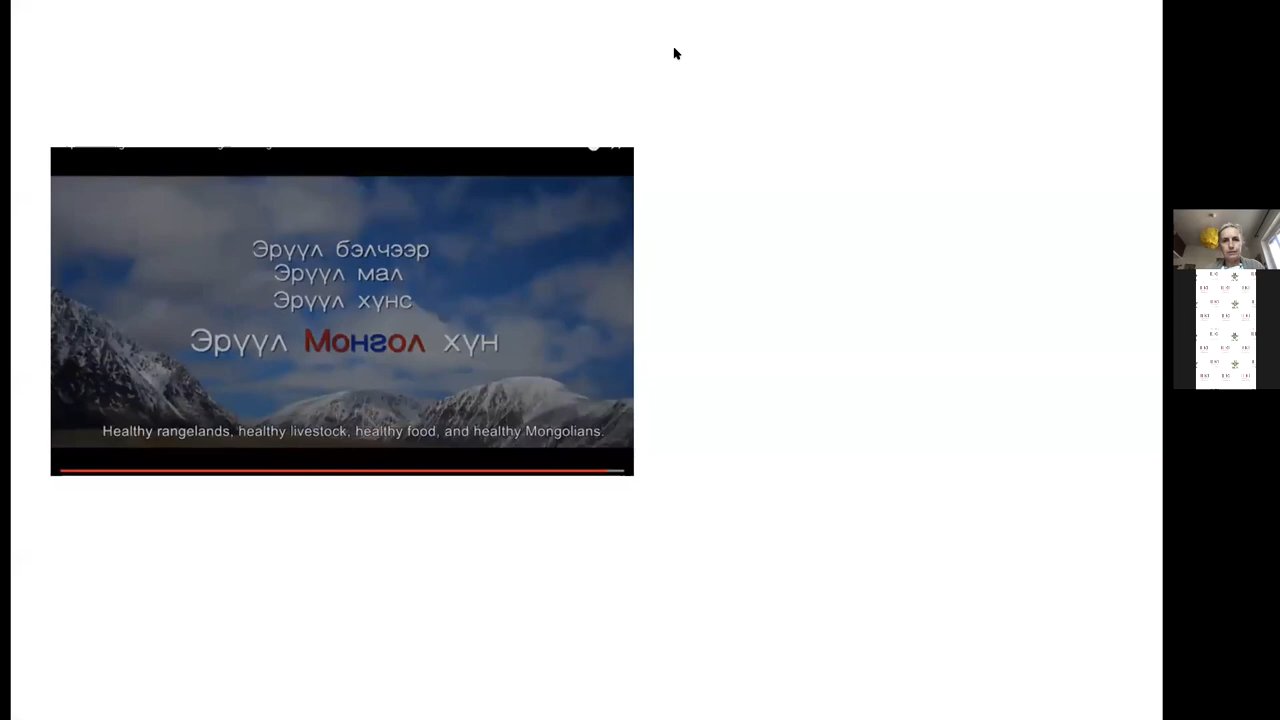 Эрүүл бэлчээр
Эрүүл мал
Эрүүл хүнс
Эрүүл Монгол хүн
Healthy rangelands, healthy livestock, healthy food, and healthy Mongolians.